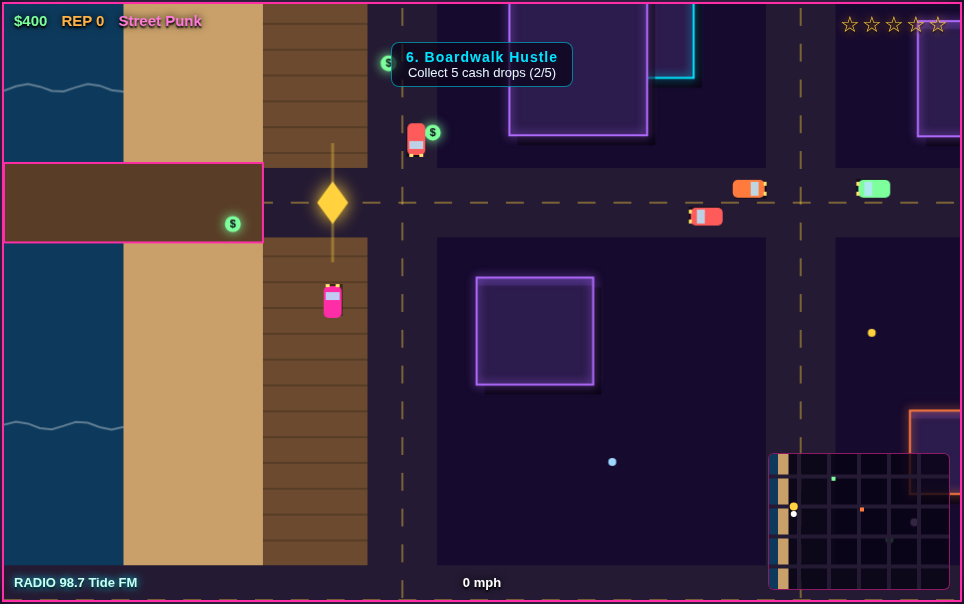 $400 REP 0 Street Punk
☆☆☆☆☆
6. Boardwalk Hustle
Collect 5 cash drops (2/5)
$
$
$
RADIO 98.7 Tide FM
0 mph